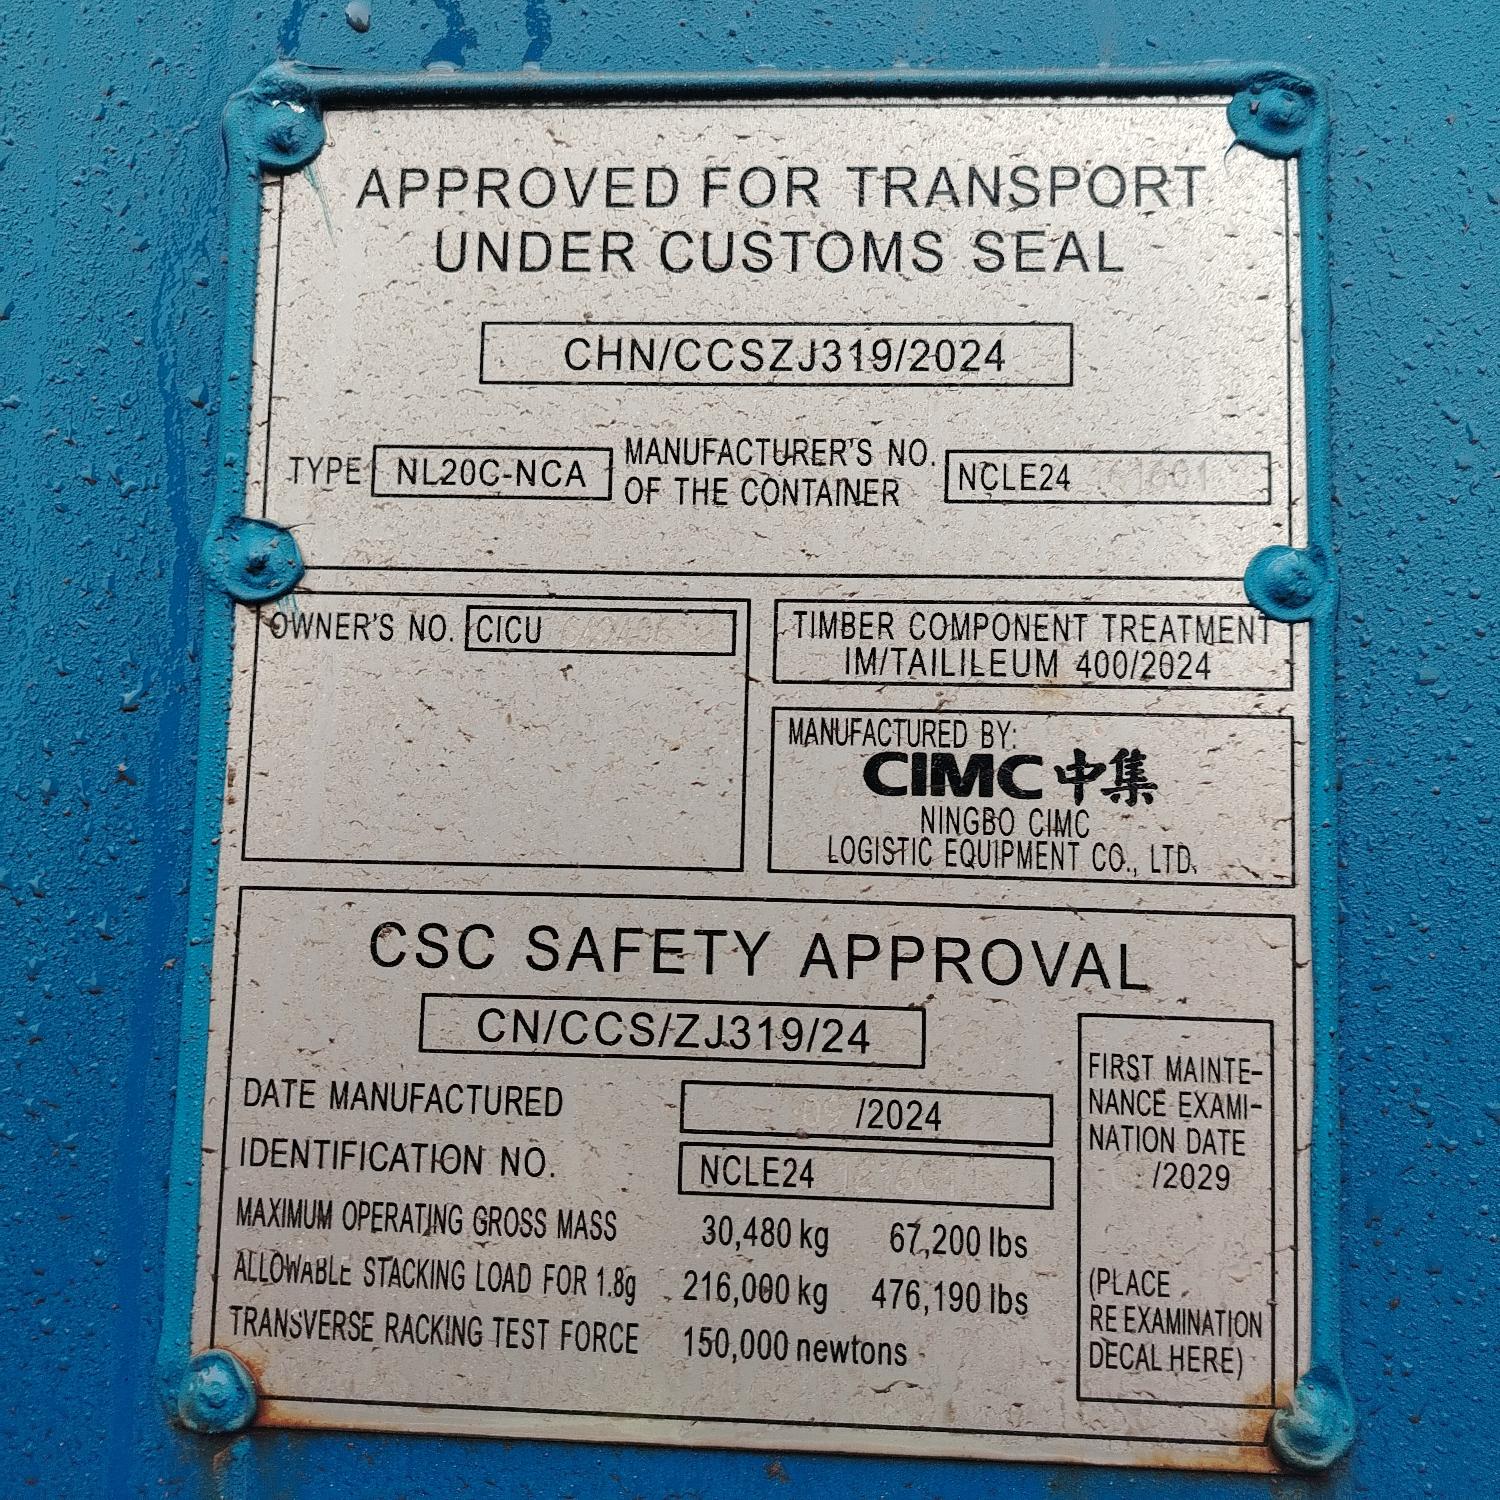 APPROVED FOR TRANSPORT
UNDER CUSTOMS SEAL
CHN/CCSZJ319/2024
TYPE NL20C-NCA
MANUFACTURER'S NO.
OF THE CONTAINER
NCLE24
OWNER'S NO. CICU
TIMBER COMPONENT TREATMENT
IM/TAILILEUM 400/2024
MANUFACTURED BY:
CIMC 中集
NINGBO CIMC
LOGISTIC EQUIPMENT CO., LTD.
CSC SAFETY APPROVAL
CN/CCS/ZJ319/24
DATE MANUFACTURED /2024
IDENTIFICATION NO. NCLE24
MAXIMUM OPERATING GROSS MASS 30,480 kg 67,200 lbs
ALLOWABLE STACKING LOAD FOR 1.8g 216,000 kg 476,190 lbs
TRANSVERSE RACKING TEST FORCE 150,000 newtons
FIRST MAINTE-
NANCE EXAMI-
NATION DATE
/2029
(PLACE
RE EXAMINATION
DECAL HERE)